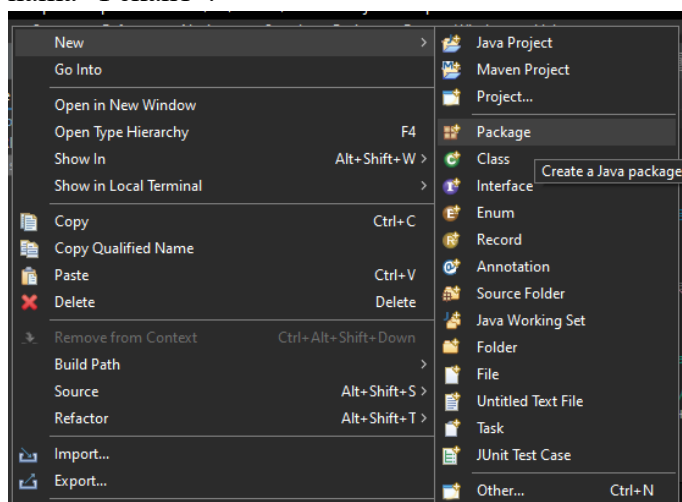 New >
Go Into
Open in New Window
Open Type Hierarchy F4
Show In Alt+Shift+W >
Show in Local Terminal >
Copy Ctrl+C
Copy Qualified Name
Paste Ctrl+V
Delete Delete
Remove from Context Ctrl+Alt+Shift+Down
Build Path >
Source Alt+Shift+S >
Refactor Alt+Shift+T >
Import...
Export...
Java Project
Maven Project
Project...
Package
Class
Create a Java package
Interface
Enum
Record
Annotation
Source Folder
Java Working Set
Folder
File
Untitled Text File
Task
JUnit Test Case
Other... Ctrl+N